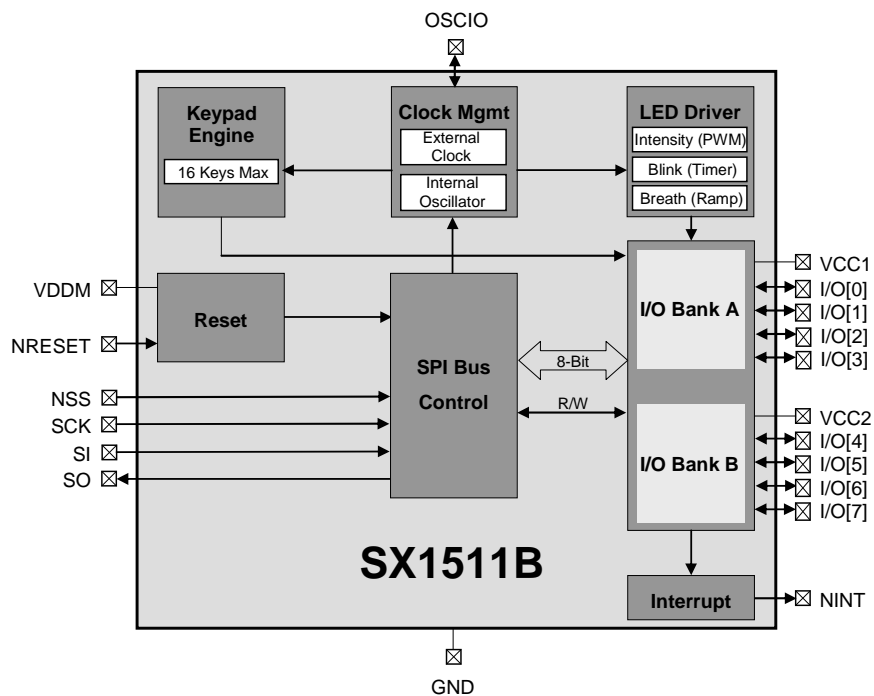 OSCIO
Keypad
Engine
16 Keys Max
Clock Mgmt
External
Clock
Internal
Oscillator
LED Driver
Intensity (PWM)
Blink (Timer)
Breath (Ramp)
VDDM
NRESET
Reset
NSS
SCK
SI
SO
SPI Bus
Control
8-Bit
R/W
I/O Bank A
I/O Bank B
VCC1
I/O[0]
I/O[1]
I/O[2]
I/O[3]
VCC2
I/O[4]
I/O[5]
I/O[6]
I/O[7]
SX1511B
Interrupt
NINT
GND